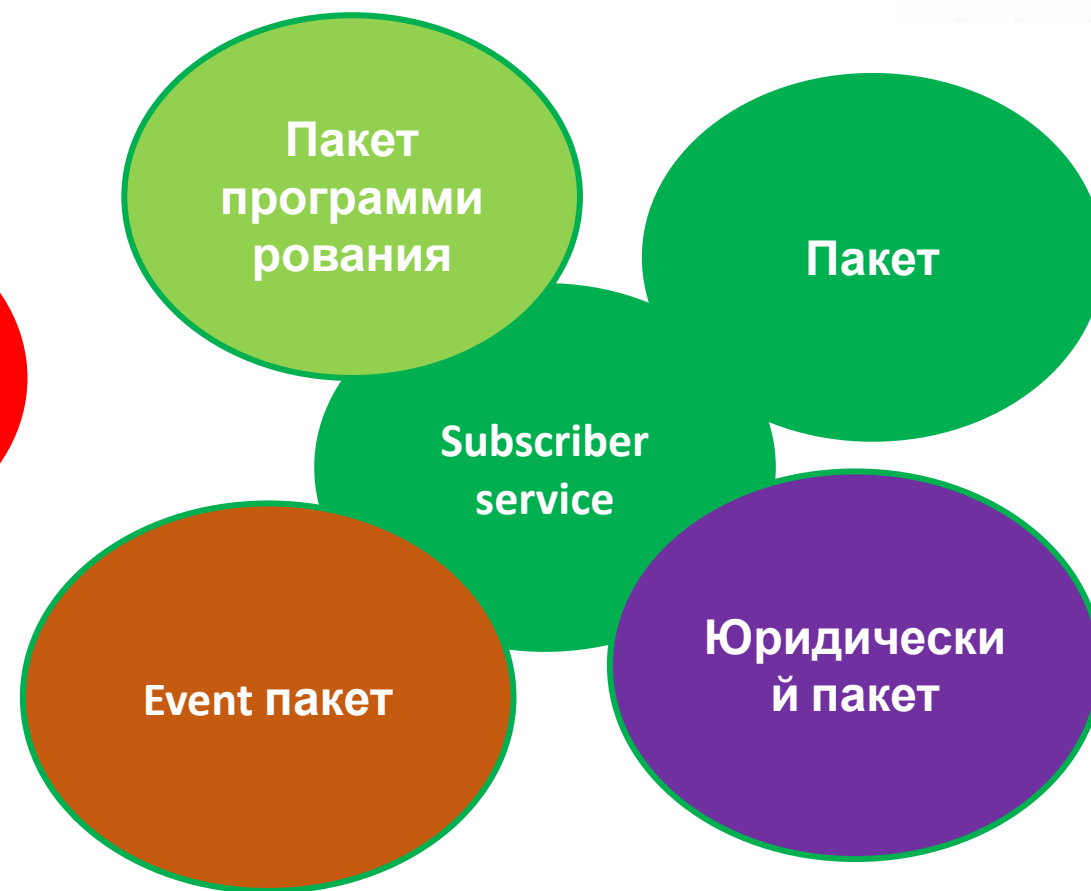 Пакет
программи
рования
Пакет
Subscriber
service
Event пакет
Юридически
й пакет